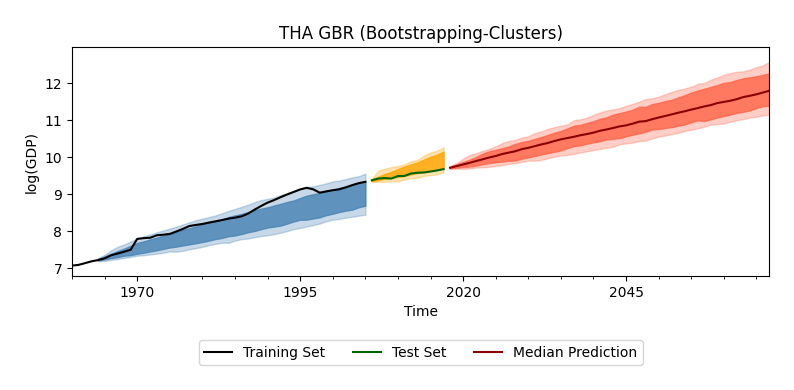 THA GBR (Bootstrapping-Clusters)
log(GDP)
12
11
10
9
8
7
1970 1995 2020 2045
Time
Training Set Test Set Median Prediction